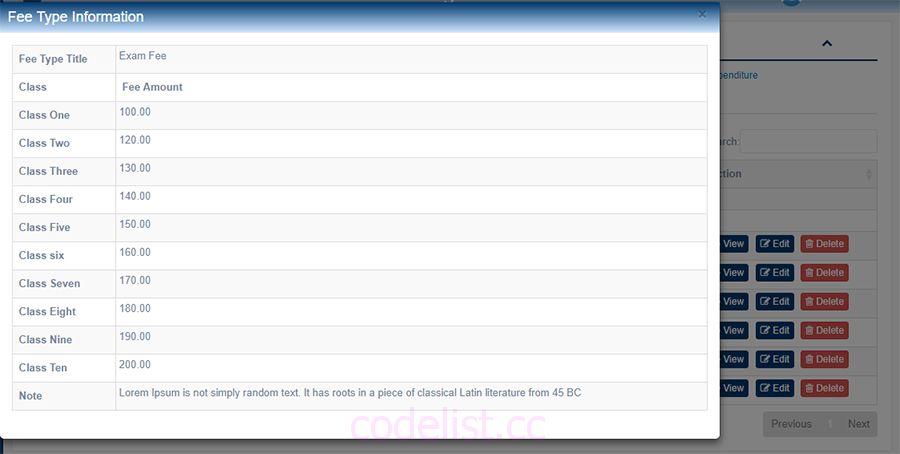 Fee Type Information ×
Fee Type Title Exam Fee
Class Fee Amount
Class One 100.00
Class Two 120.00
Class Three 130.00
Class Four 140.00
Class Five 150.00
Class six 160.00
Class Seven 170.00
Class Eight 180.00
Class Nine 190.00
Class Ten 200.00
Note Lorem Ipsum is not simply random text. It has roots in a piece of classical Latin literature from 45 BC
View Edit Delete
View Edit Delete
View Edit Delete
View Edit Delete
View Edit Delete
View Edit Delete
Previous 1 Next
codelist.cc